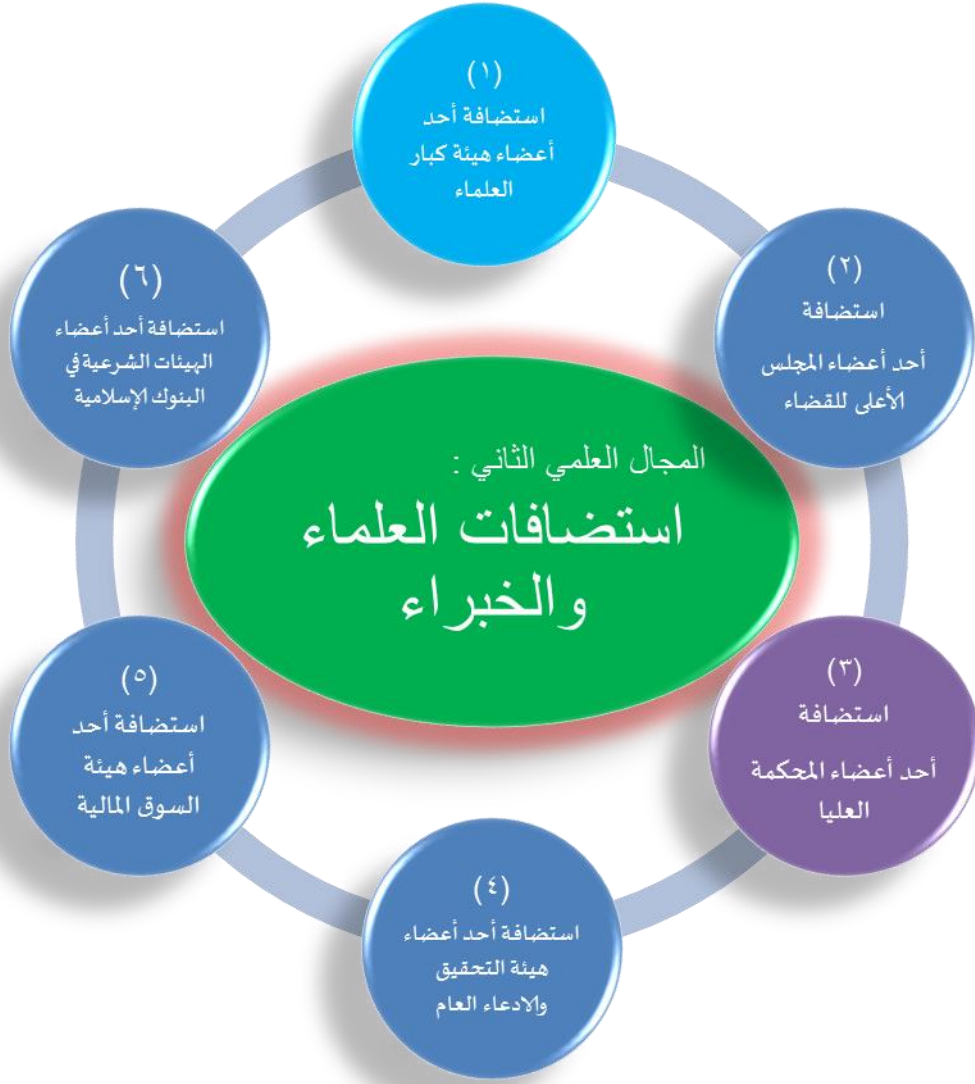 المجال العلمي الثاني :
استضافات العلماء
والخبراء
(١)
استضافة أحد
أعضاء هيئة كبار
العلماء
(٢)
استضافة
أحد أعضاء المجلس
الأعلى للقضاء
(٣)
استضافة
أحد أعضاء المحكمة
العليا
(٤)
استضافة أحد أعضاء
هيئة التحقيق
والادعاء العام
(٥)
استضافة أحد
أعضاء هيئة
السوق المالية
(٦)
استضافة أحد أعضاء
الهيئات الشرعية في
البنوك الإسلامية